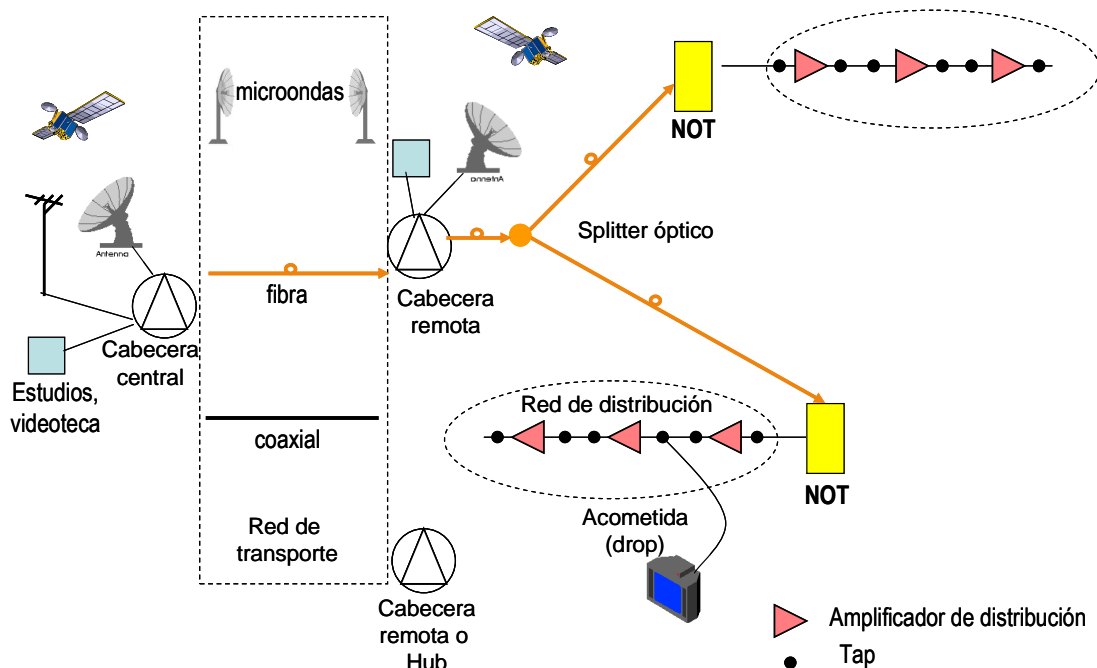 microondas
NOT
Antenna
Splitter óptico
Antenna
fibra
Cabecera
remota
Cabecera
central
Estudios,
videoteca
Red de distribución
coaxial
NOT
Acometida
(drop)
Red de
transporte
Cabecera
remota o
Hub
Amplificador de distribución
Tap